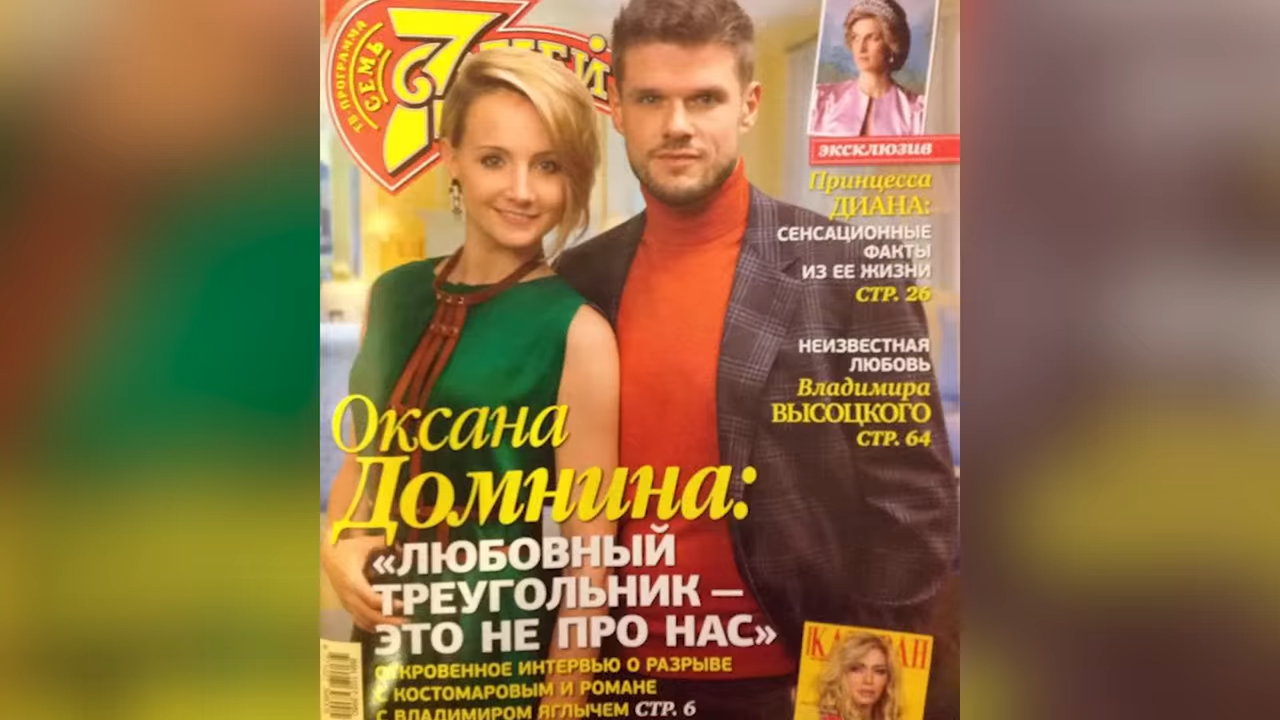 ТВ-ПРОГРАММА
СЕМЬ
7
ЭКСКЛЮЗИВ
Принцесса
ДИАНА:
СЕНСАЦИОННЫЕ
ФАКТЫ
ИЗ ЕЕ ЖИЗНИ
СТР. 26
НЕИЗВЕСТНАЯ
ЛЮБОВЬ
Владимира
ВЫСОЦКОГО
СТР. 64
Оксана
Домнина:
«ЛЮБОВНЫЙ
ТРЕУГОЛЬНИК –
ЭТО НЕ ПРО НАС»
ОТКРОВЕННОЕ ИНТЕРВЬЮ О РАЗРЫВЕ
С КОСТОМАРОВЫМ И РОМАНЕ
С ВЛАДИМИРОМ ЯГЛЫЧЕМ СТР. 6